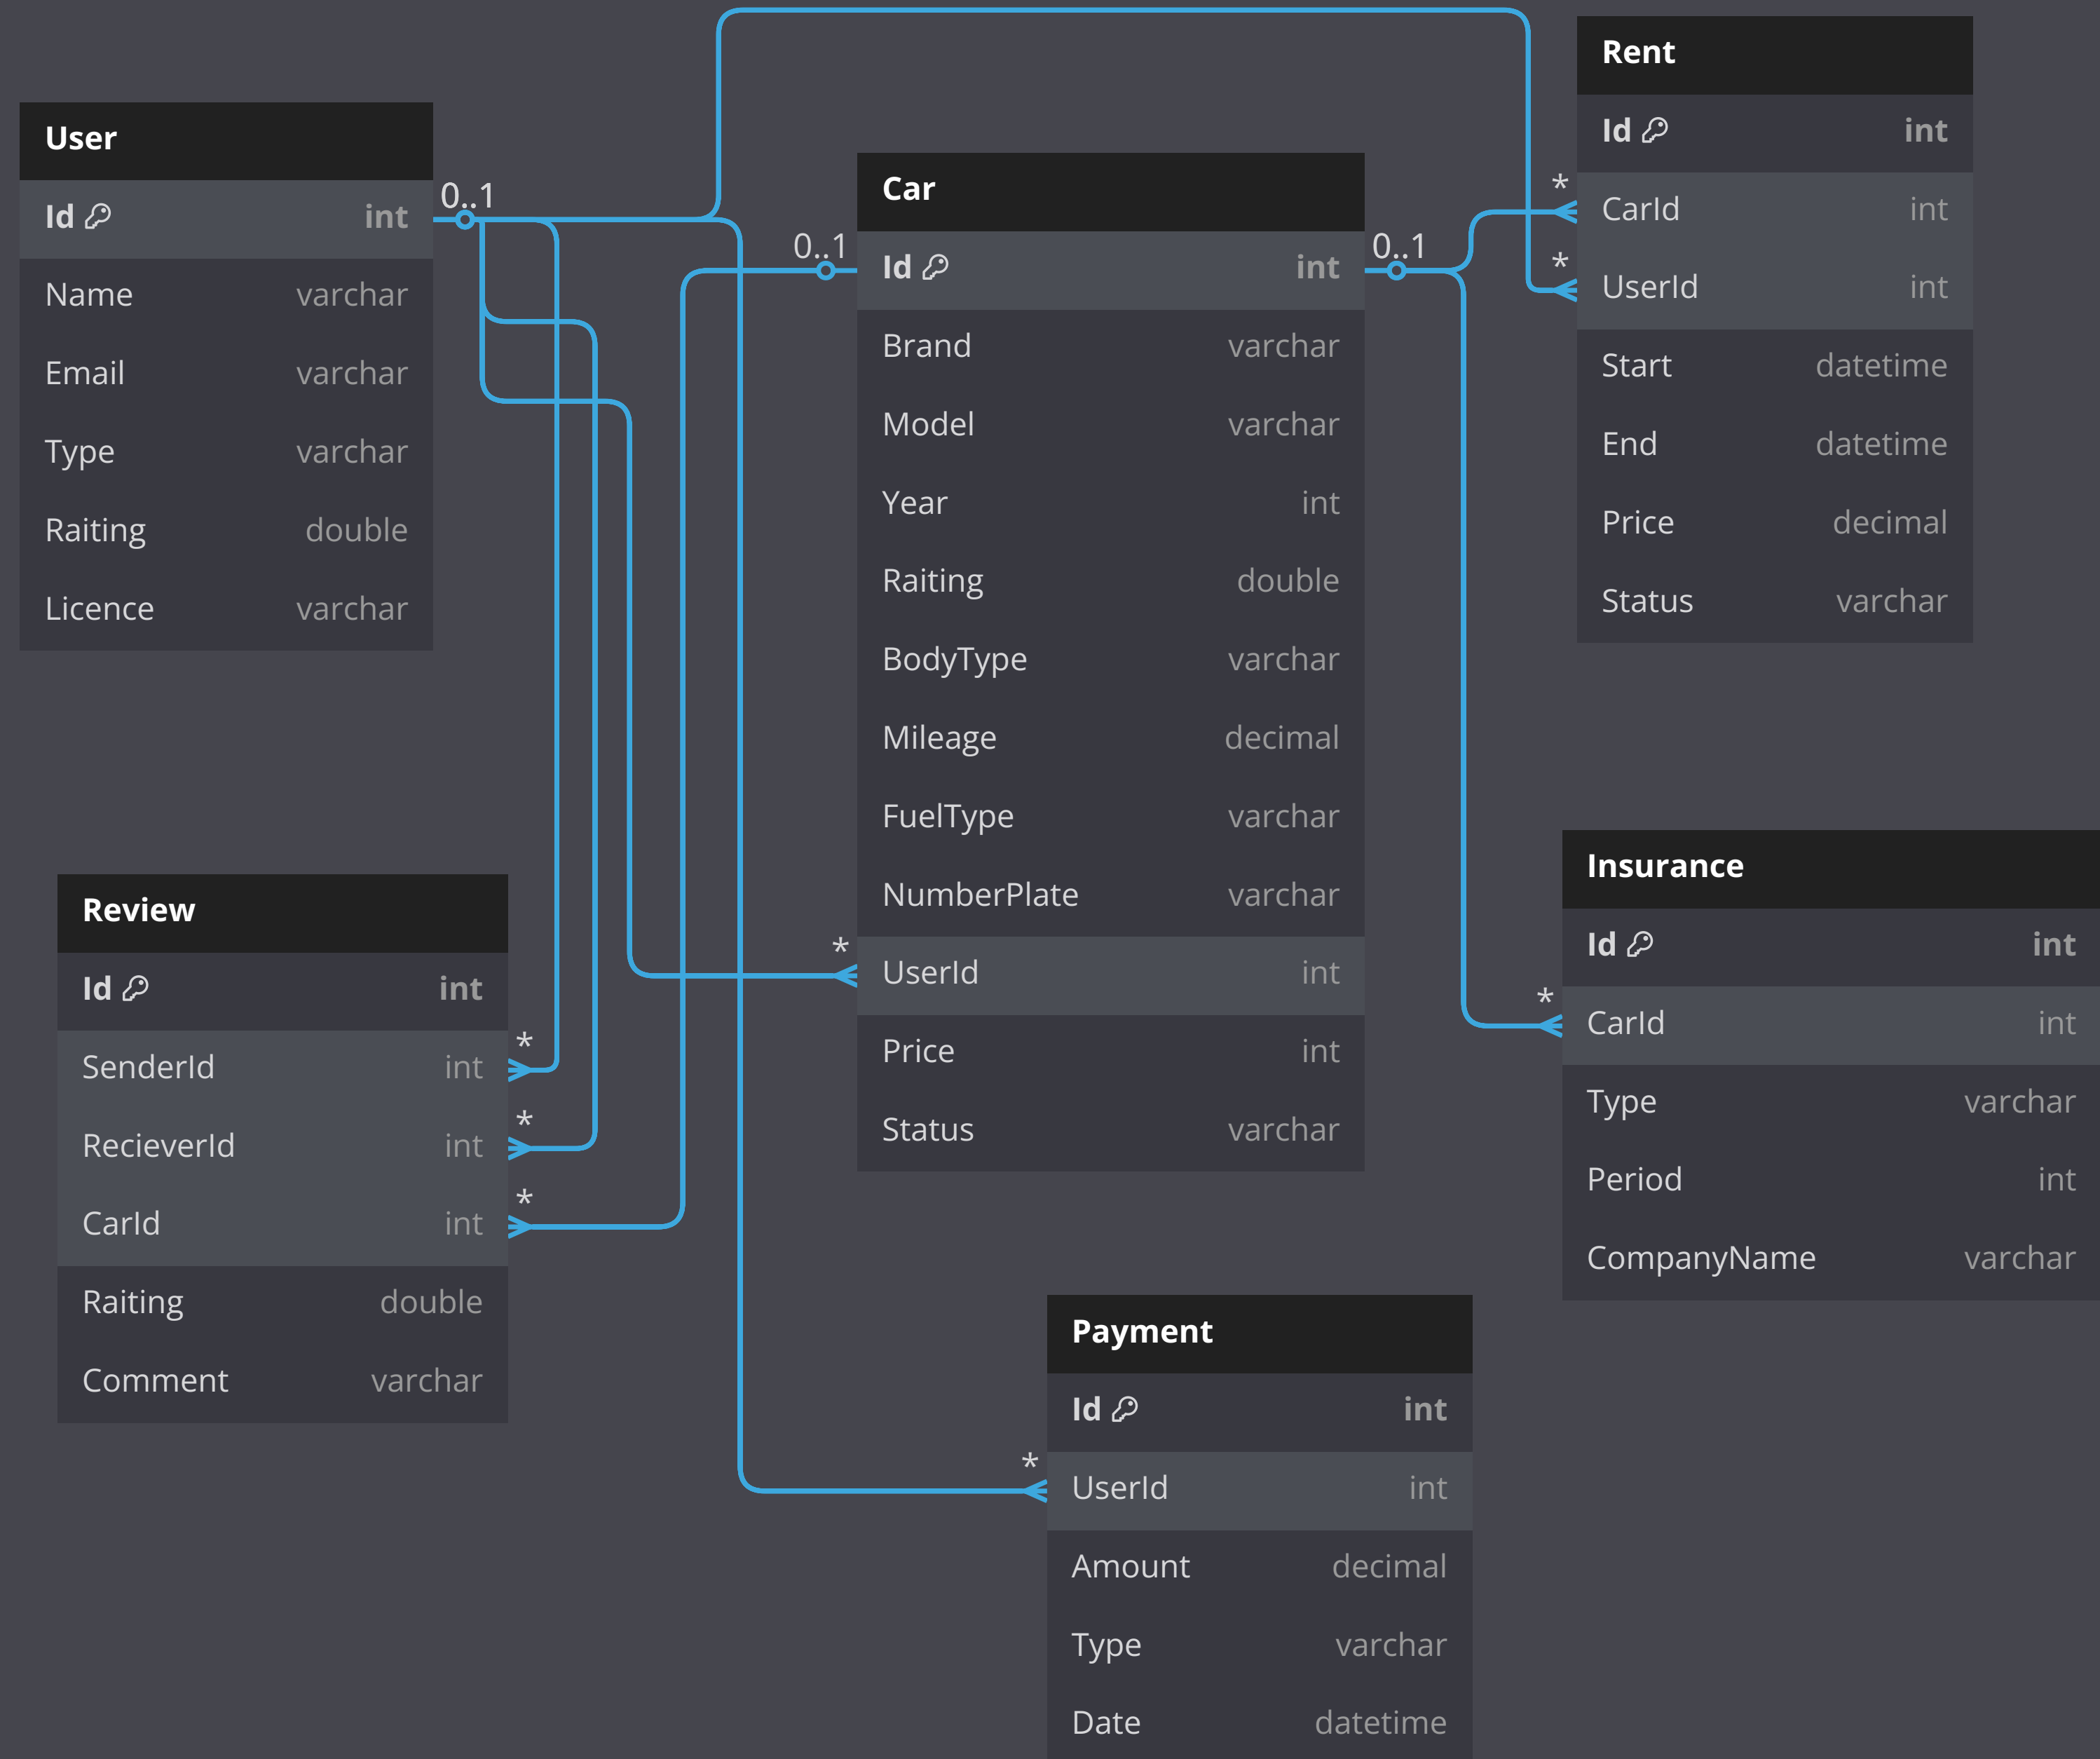 User
Id int
Name varchar
Email varchar
Type varchar
Raiting double
Licence varchar
0..1
Review
Id int
SenderId int
*
RecieverId int
*
CarId int
*
Raiting double
Comment varchar
0..1
Car
0..1
Id int
Brand varchar
Model varchar
Year int
Raiting double
BodyType varchar
Mileage decimal
FuelType varchar
NumberPlate varchar
*
UserId int
Price int
Status varchar
Payment
Id int
*
UserId int
Amount decimal
Type varchar
Date datetime
Rent
Id int
*
CarId int
*
UserId int
Start datetime
End datetime
Price decimal
Status varchar
Insurance
Id int
*
CarId int
Type varchar
Period int
CompanyName varchar